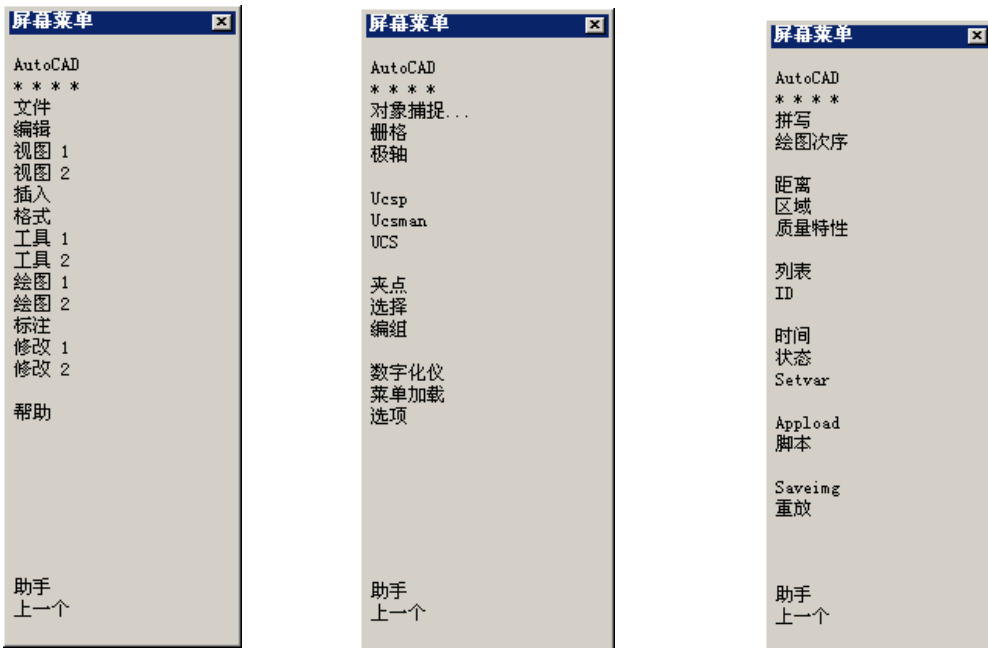 屏幕菜单
AutoCAD
* * * *
文件
编辑
视图 1
视图 2
插入
格式
工具 1
工具 2
绘图 1
绘图 2
标注
修改 1
修改 2
帮助
助手
上一个
屏幕菜单
AutoCAD
* * * *
对象捕捉...
栅格
极轴
Ucsp
Ucsman
UCS
夹点
选择
编组
数字化仪
菜单加载
选项
助手
上一个
屏幕菜单
AutoCAD
* * * *
拼写
绘图次序
距离
区域
质量特性
列表
ID
时间
状态
Setvar
Appload
脚本
Saveimg
重放
助手
上一个